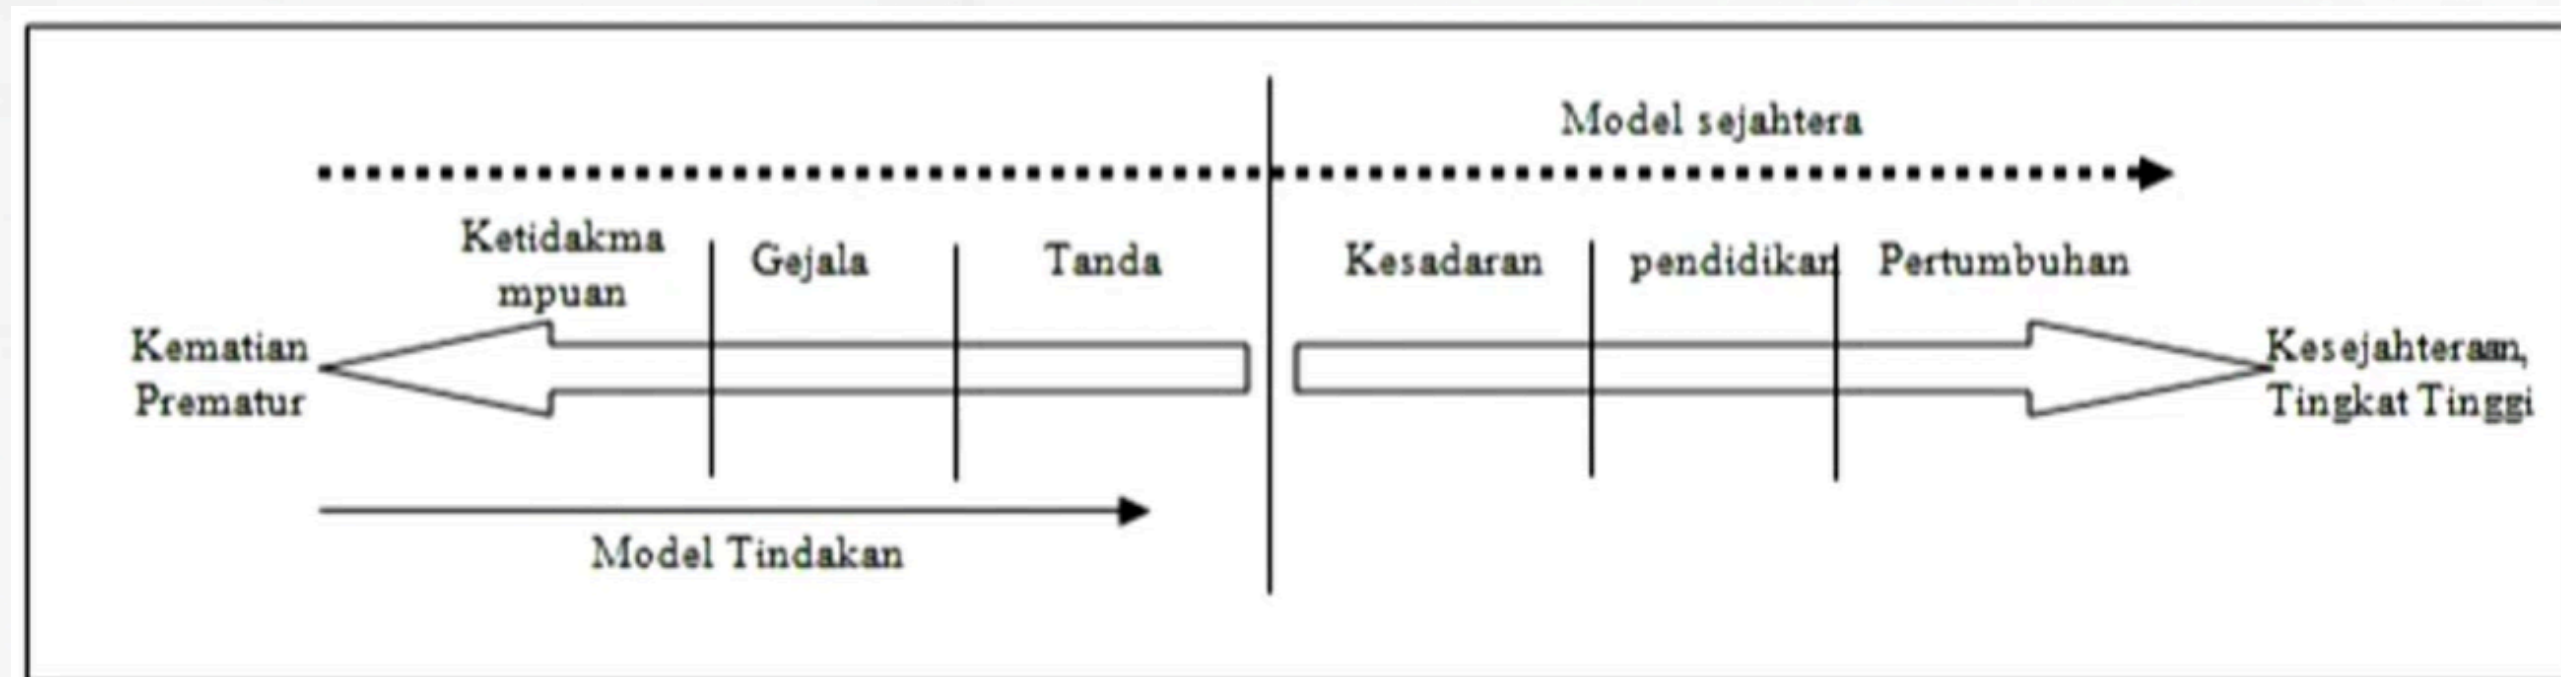 Model sejahtera
Ketidakma
mpuan
Gejala
Tanda
Kesadaran
pendidikan
Pertumbuhan
Kematian
Prematur
Kesejahteraan,
Tingkat Tinggi
Model Tindakan